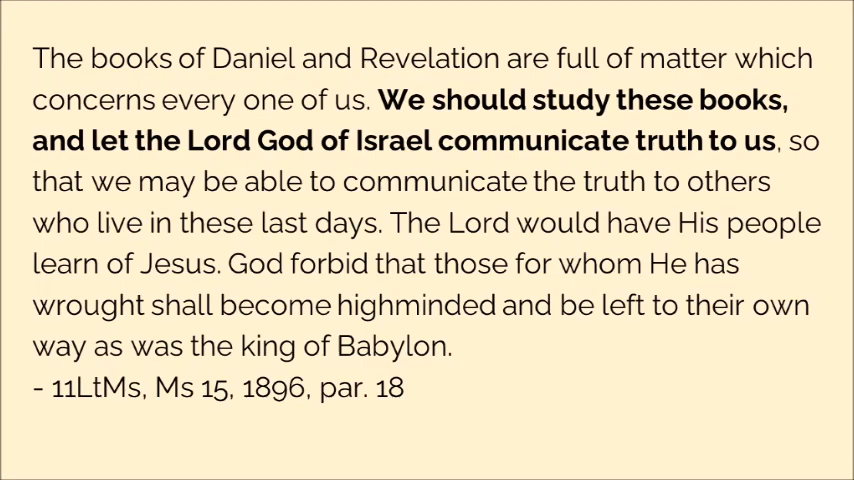 The books of Daniel and Revelation are full of matter which
concerns every one of us. We should study these books,
and let the Lord God of Israel communicate truth to us, so
that we may be able to communicate the truth to others
who live in these last days. The Lord would have His people
learn of Jesus. God forbid that those for whom He has
wrought shall become highminded and be left to their own
way as was the king of Babylon.
- 11LtMs, Ms 15, 1896, par. 18